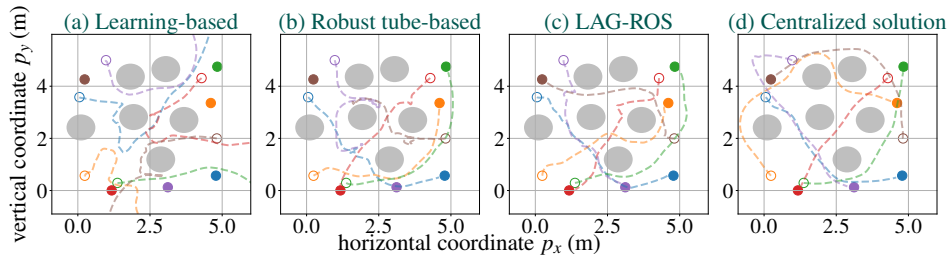 (a) Learning-based
(b) Robust tube-based
(c) LAG-ROS
(d) Centralized solution
vertical coordinate p_y (m)
4
2
0
0.0 2.5 5.0
0.0 2.5 5.0
4
2
0
0.0 2.5 5.0
4
2
0
0.0 2.5 5.0
4
2
0
horizontal coordinate p_x (m)